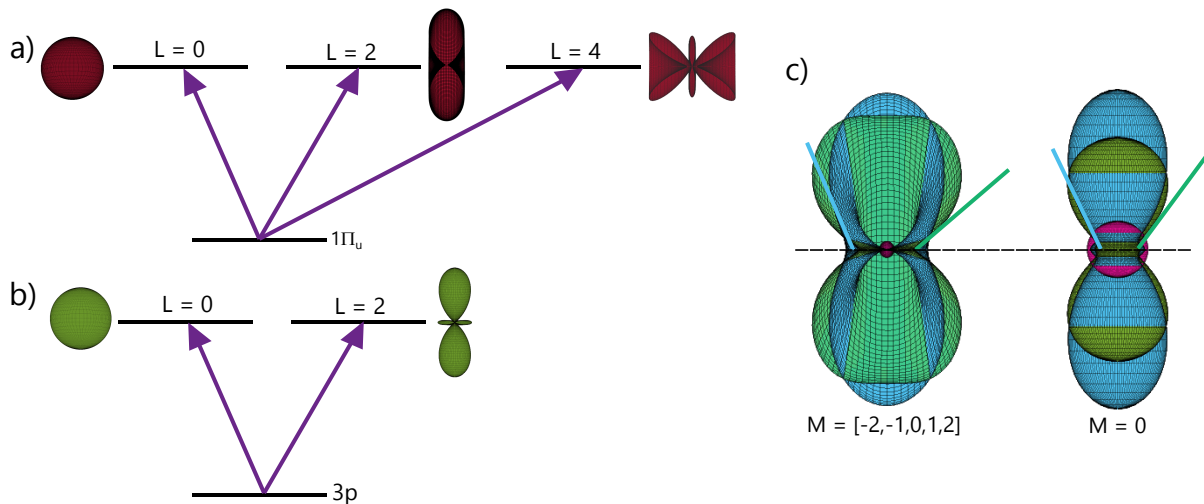 a)
L = 0
L = 2
L = 4
1Πᵤ
b)
L = 0
L = 2
3p
c)
M = [-2,-1,0,1,2]
M = 0